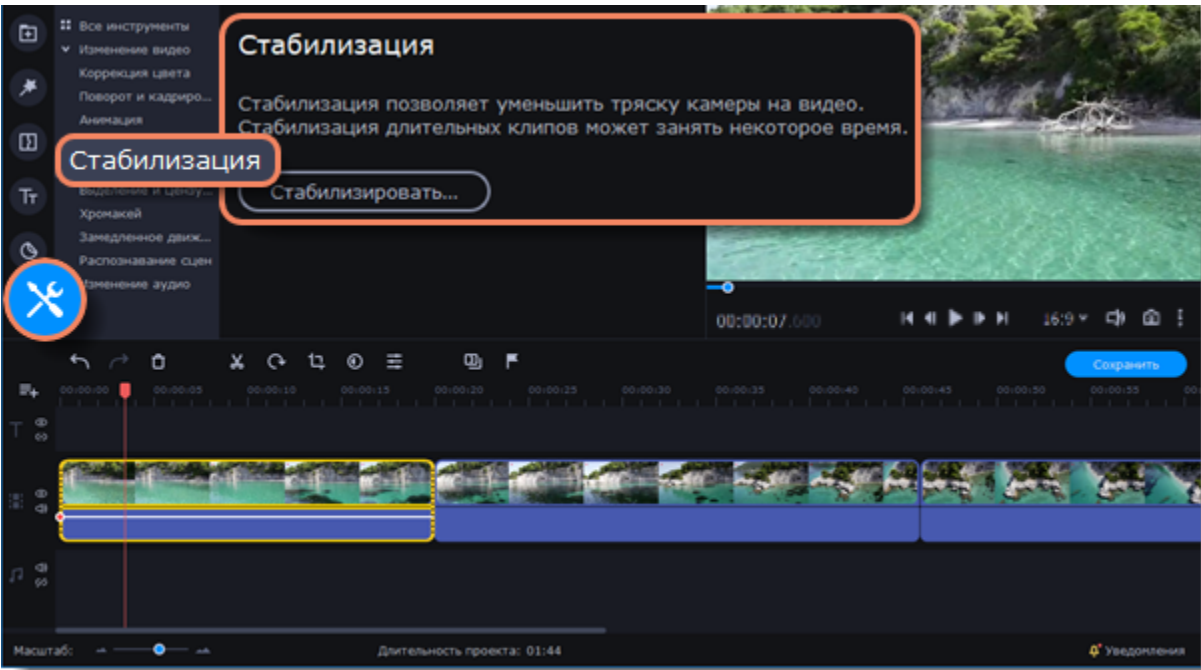 Все инструменты
Изменение видео
Коррекция цвета
Поворот и кадриро...
Анимация
Стабилизация
Выделение и цензу...
Хромакей
Замедленное движ...
Распознавание сцен
Изменение аудио
Стабилизация
Стабилизация позволяет уменьшить тряску камеры на видео.
Стабилизация длительных клипов может занять некоторое время.
Стабилизировать...
00:00:07.600
16:9
Сохранить
00:00:00 00:00:05 00:00:10 00:00:15 00:00:20 00:00:25 00:00:30 00:00:35 00:00:40 00:00:45 00:00:50 00:00:55
Масштаб:
Длительность проекта: 01:44
Уведомления